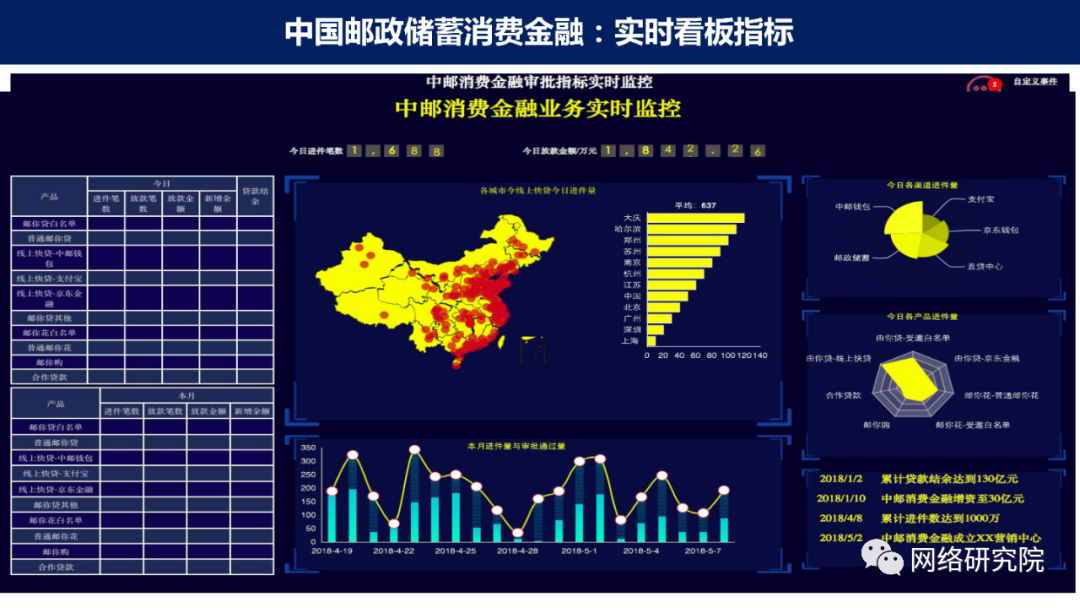 中国邮政储蓄消费金融：实时看板指标
中邮消费金融审批指标实时监控
1
自定义事件
中邮消费金融业务实时监控
今日进件笔数 1,688
今日放款金额/万元 1,842.26
产品
今日
贷款结余
进件笔数
放款笔数
放款金额
新增余额
邮你贷白名单
普通邮你贷
线上快贷-中邮钱包
线上快贷-支付宝
线上快贷-京东金融
邮你贷其他
邮你花白名单
普通邮你花
邮你购
合作贷款
产品
本月
进件笔数
放款笔数
放款金额
新增余额
邮你贷白名单
普通邮你贷
线上快贷-中邮钱包
线上快贷-支付宝
线上快贷-京东金融
邮你贷其他
邮你花白名单
普通邮你花
邮你购
合作贷款
各城市今线上快贷今日进件量
平均：637
大庆
哈尔滨
郑州
苏州
南京
杭州
江苏
中国
北京
广州
深圳
上海
0 20 40 60 80 100 120 140
本月进件量与审批通过量
350
300
250
200
150
100
50
0
2018-4-19 2018-4-22 2018-4-25 2018-4-28 2018-5-1 2018-5-4 2018-5-7
今日各渠道进件量
中邮钱包
支付宝
京东钱包
邮政储蓄
直贷中心
今日各产品进件量
由你贷-受邀白名单
由你贷-线上快贷
由你贷-京东金融
合作贷款
邮你花-普通邮你花
邮你购
邮你花-受邀白名单
2018/1/2 累计贷款结余达到130亿元
2018/1/10 中邮消费金融增资至30亿元
2018/4/8 累计进件数达到1000万
2018/5/2 中邮消费金融成立XX营销中心
网络研究院